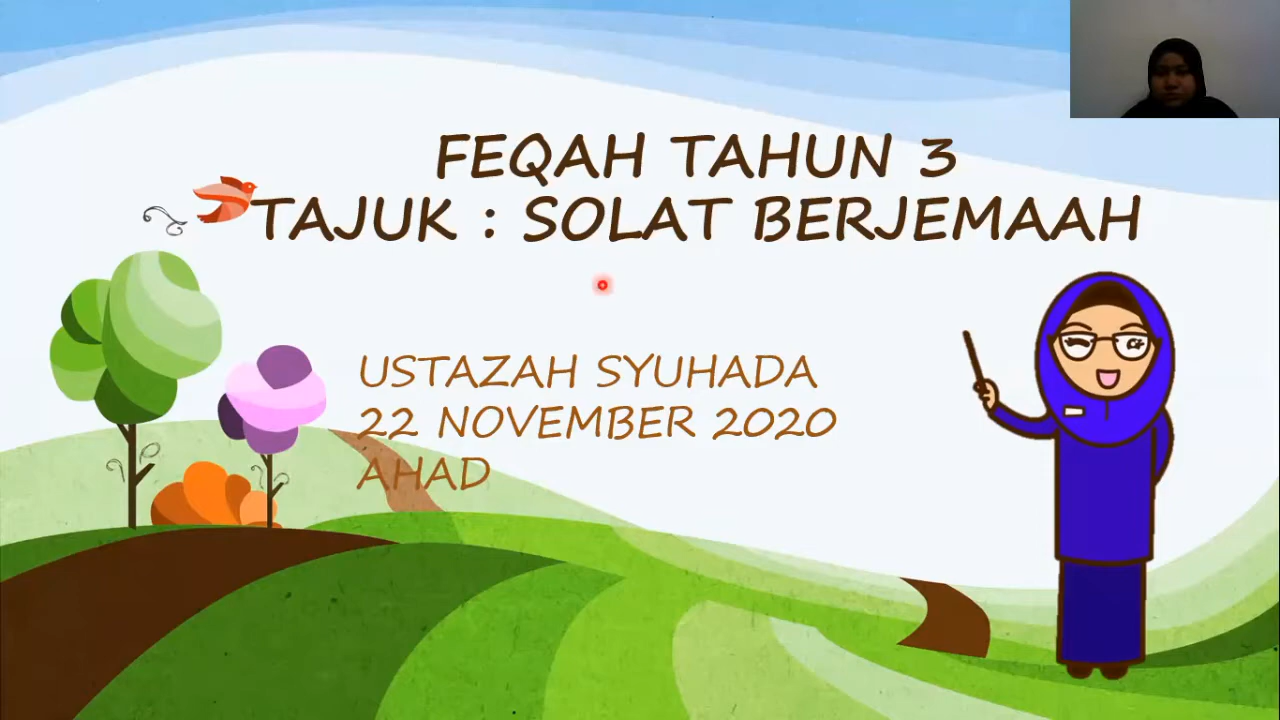 FEQAH TAHUN 3
TAJUK : SOLAT BERJEMAAH
USTAZAH SYUHADA
22 NOVEMBER 2020
AHAD